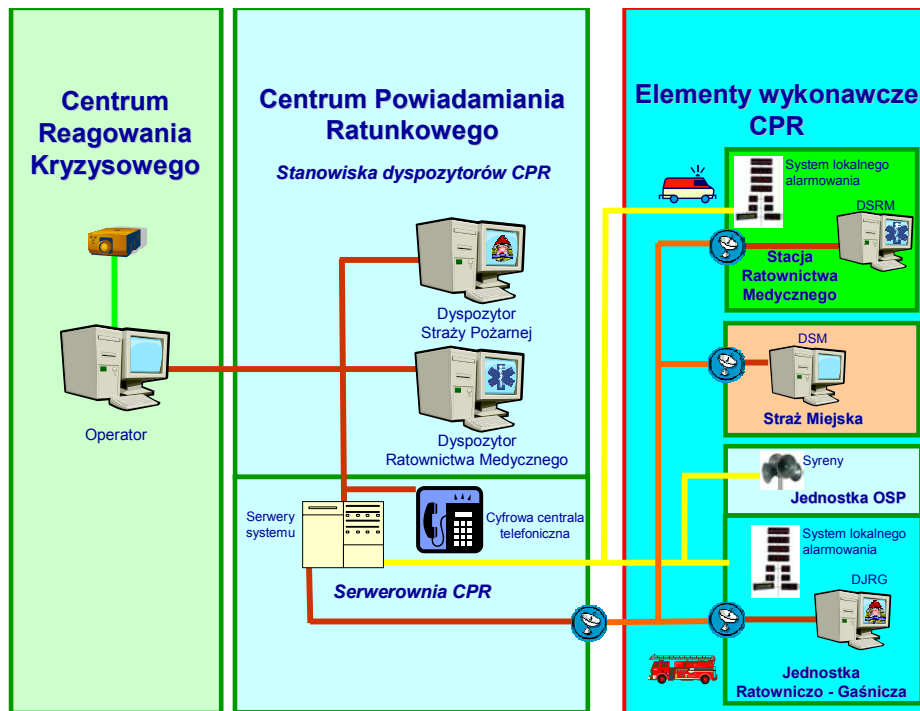 Centrum
Reagowania
Kryzysowego
Operator
Centrum Powiadamiania
Ratunkowego
Stanowiska dyspozytorów CPR
Dyspozytor
Straży Pożarnej
Dyspozytor
Ratownictwa Medycznego
Serwery
systemu
Cyfrowa centrala
telefoniczna
Serwerownia CPR
Elementy wykonawcze
CPR
System lokalnego
alarmowania
DSRM
Stacja
Ratownictwa
Medycznego
DSM
Straż Miejska
Syreny
Jednostka OSP
System lokalnego
alarmowania
DJRG
Jednostka
Ratowniczo - Gaśnicza